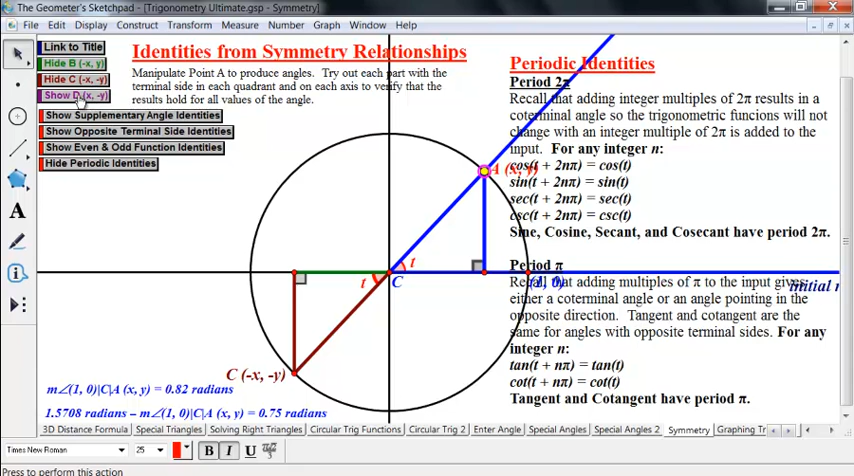 The Geometer's Sketchpad - [Trigonometry Ultimate.gsp - Symmetry]
File Edit Display Construct Transform Measure Number Graph Window Help
Link to Title
Hide B (-x, y)
Hide C (-x, -y)
Show D (x, -y)
Show Supplementary Angle Identities
Show Opposite Terminal Side Identities
Show Even & Odd Function Identities
Hide Periodic Identities
Identities from Symmetry Relationships
Manipulate Point A to produce angles. Try out each part with the
terminal side in each quadrant and on each axis to verify that the
results hold for all values of the angle.
Periodic Identities
Period 2π
Recall that adding integer multiples of 2π results in a
coterminal angle so the trigonometric funcions will not
change with an integer multiple of 2π is added to the
input. For any integer n:
cos(t + 2nπ) = cos(t)
sin(t + 2nπ) = sin(t)
sec(t + 2nπ) = sec(t)
csc(t + 2nπ) = csc(t)
Sine, Cosine, Secant, and Cosecant have period 2π.
Period π
Recall that adding multiples of π to the input gives
either a coterminal angle or an angle pointing in the
opposite direction. Tangent and cotangent are the
same for angles with opposite terminal sides. For any
integer n:
tan(t + nπ) = tan(t)
cot(t + nπ) = cot(t)
Tangent and Cotangent have period π.
A (x, y)
t
t
C
(1, 0)
initial
C (-x, -y)
m∠(1, 0)|C|A (x, y) = 0.82 radians
1.5708 radians – m∠(1, 0)|C|A (x, y) = 0.75 radians
3D Distance Formula Special Triangles Solving Right Triangles Circular Trig Functions Circular Trig 2 Enter Angle Special Angles Special Angles 2 Symmetry Graphing Tr
Times New Roman 25 B I U
Press to perform this action